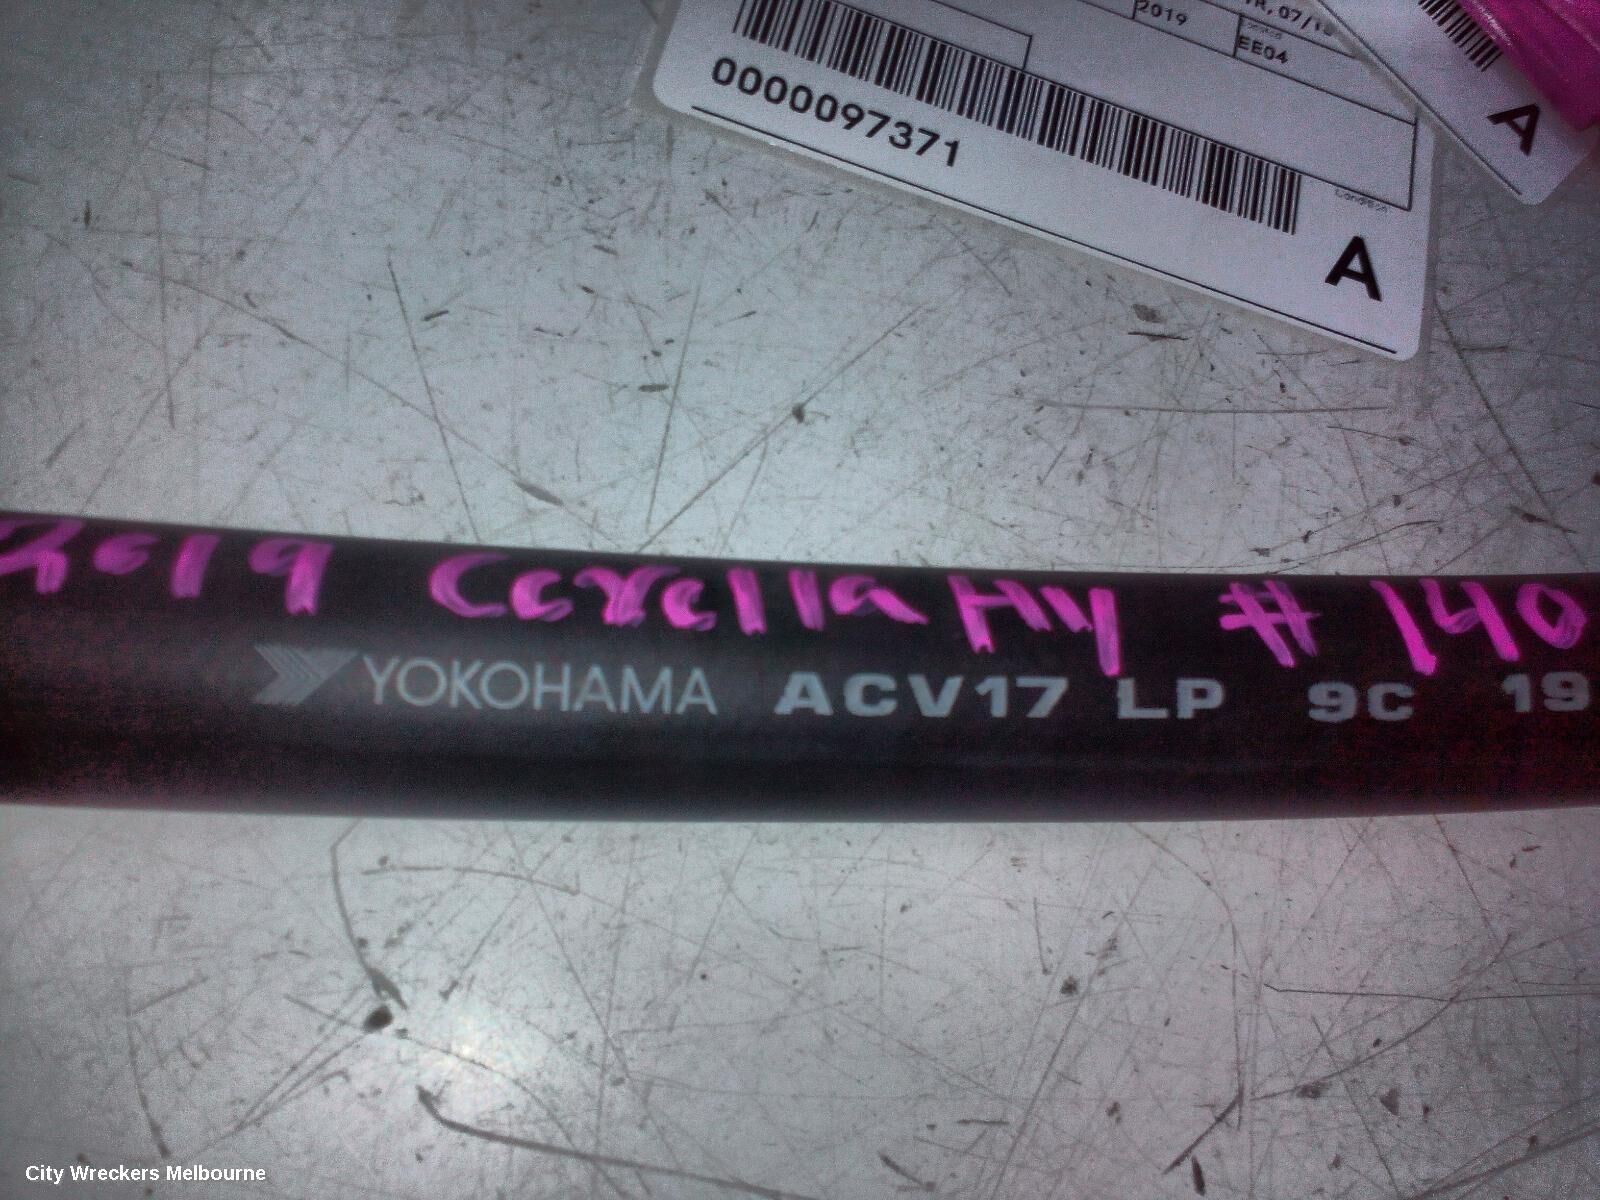 2019
EE04
0000097371
A
A
2019 Corolla Hy # 140
YOKOHAMA ACV17 LP 9C 19
City Wreckers Melbourne